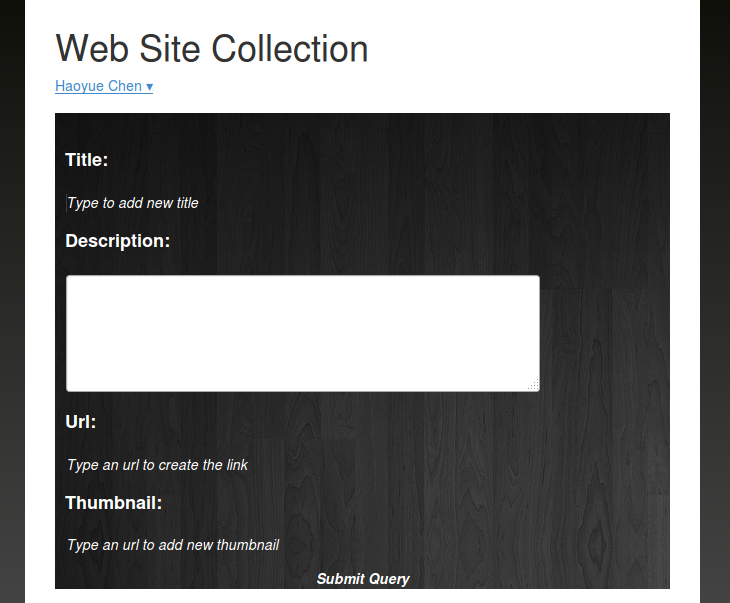 Web Site Collection
Haoyue Chen ▾
Title:
Type to add new title
Description:
Url:
Type an url to create the link
Thumbnail:
Type an url to add new thumbnail
Submit Query